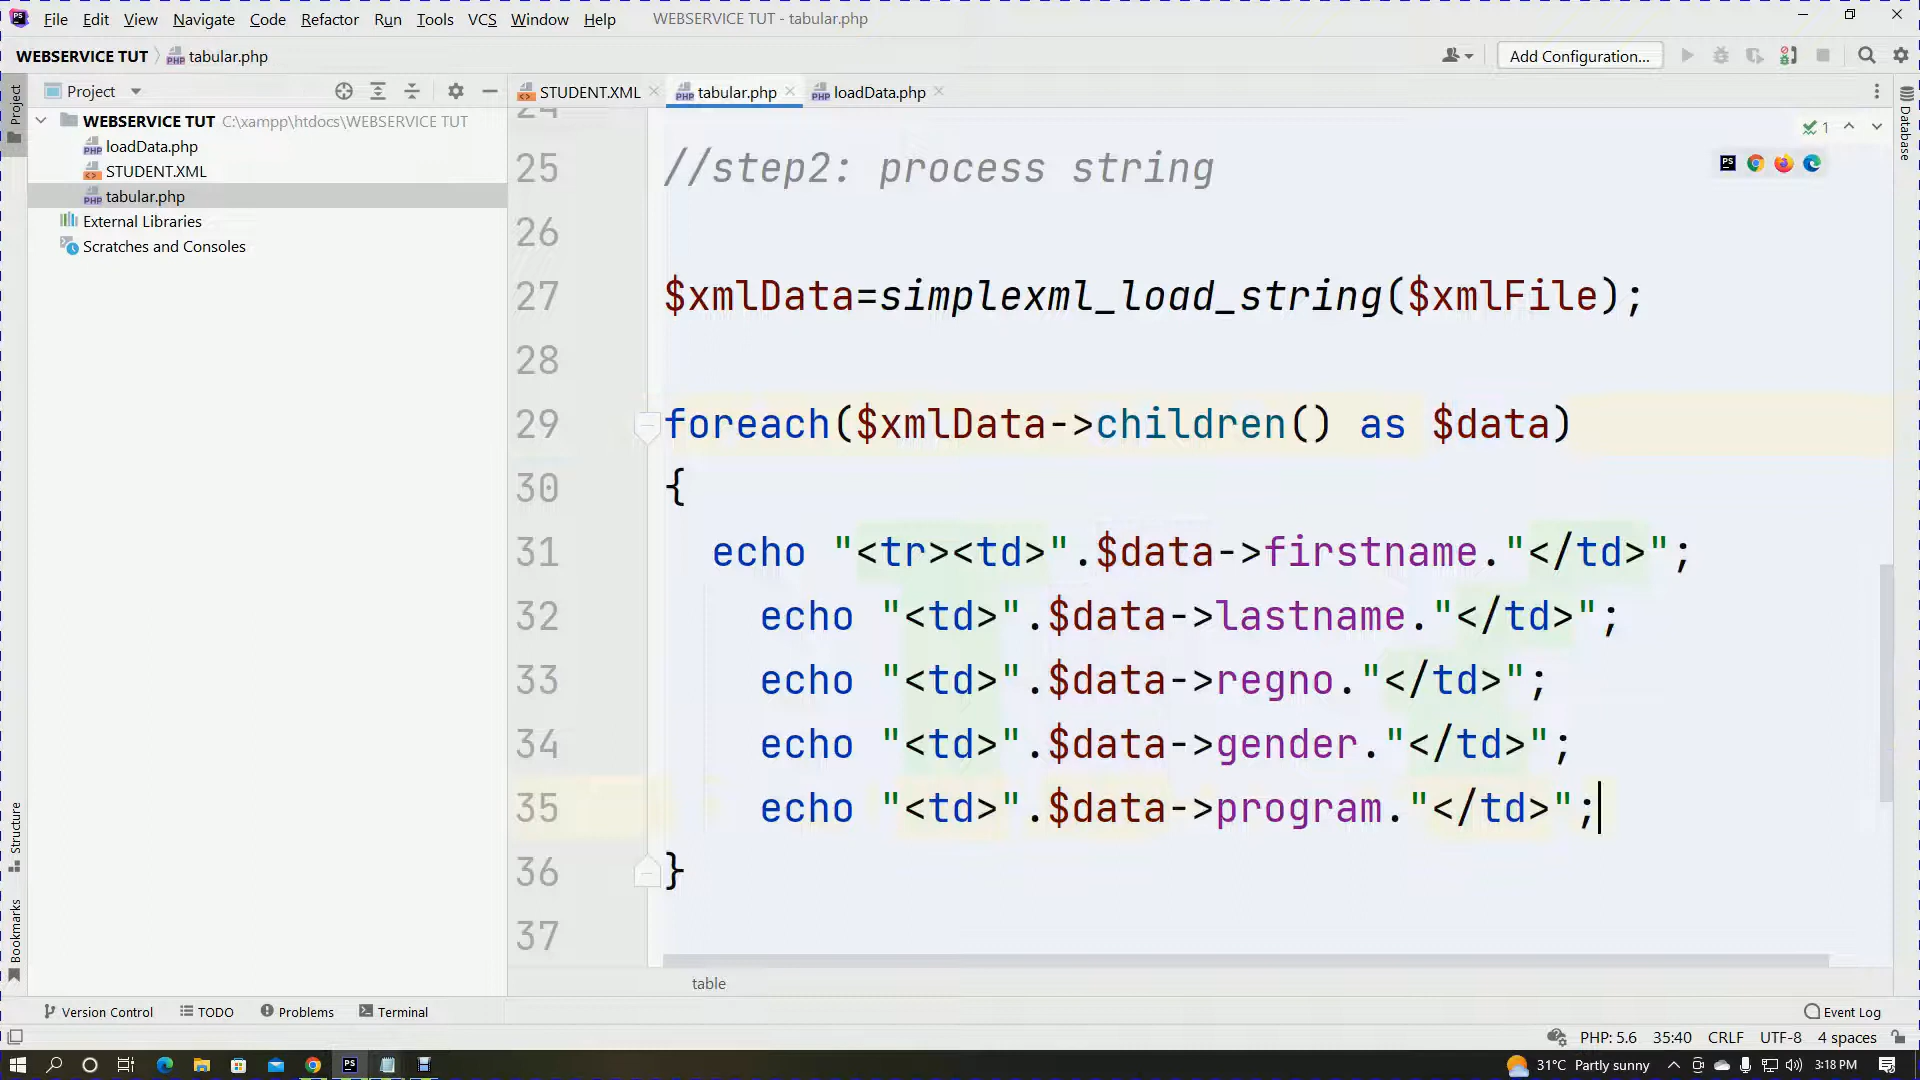 File Edit View Navigate Code Refactor Run Tools VCS Window Help WEBSERVICE TUT - tabular.php
WEBSERVICE TUT tabular.php Add Configuration...
Project
Project
STUDENT.XML tabular.php loadData.php
WEBSERVICE TUT C:\xampp\htdocs\WEBSERVICE TUT
loadData.php
STUDENT.XML
tabular.php
External Libraries
Scratches and Consoles
1
Database
25 //step2: process string
26
27 $xmlData=simplexml_load_string($xmlFile);
28
29 foreach($xmlData->children() as $data)
30 {
31 echo "<tr><td>".$data->firstname."</td>";
32 echo "<td>".$data->lastname."</td>";
33 echo "<td>".$data->regno."</td>";
34 echo "<td>".$data->gender."</td>";
35 echo "<td>".$data->program."</td>";
36 }
37
Structure
Bookmarks
table
Version Control TODO Problems Terminal Event Log
PHP: 5.6 35:40 CRLF UTF-8 4 spaces
31°C Partly sunny 3:18 PM